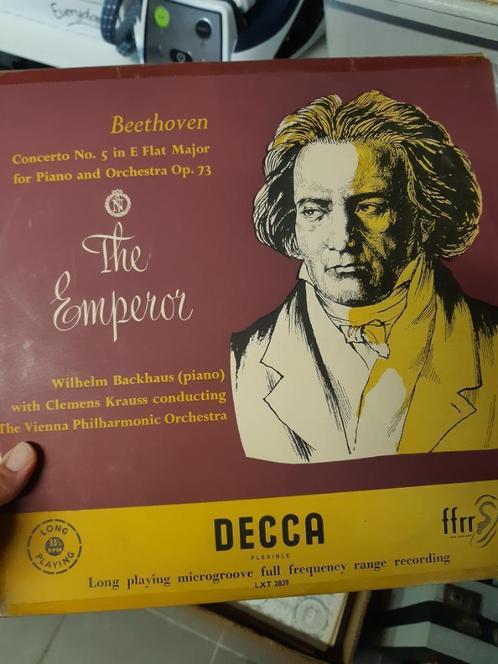 Everyday
Beethoven
Concerto No. 5 in E Flat Major
for Piano and Orchestra Op. 73
The
Emperor
Wilhelm Backhaus (piano)
with Clemens Krauss conducting
The Vienna Philharmonic Orchestra
LONG
33⅓
RPM
PLAYING
DECCA
FLEXIBLE
ffrr
Long playing microgroove full frequency range recording
LXT 2839